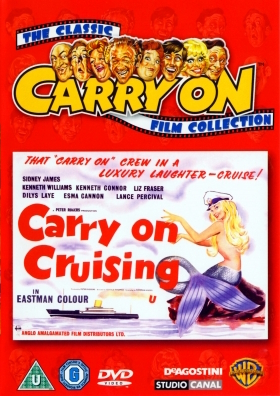 THE CLASSIC
CARRY ON
FILM COLLECTION
THAT "CARRY ON" CREW IN A
LUXURY LAUGHTER-CRUISE!
SIDNEY JAMES
KENNETH WILLIAMS KENNETH CONNOR LIZ FRASER
DILYS LAYE ESMA CANNON LANCE PERCIVAL
A PETER ROGERS PRODUCTION
Carry on
Cruising
IN
EASTMAN COLOUR
U
ANGLO AMALGAMATED FILM DISTRIBUTORS LTD.
U
G
DVD
VIDEO
DEAGOSTINI
STUDIO CANAL
WB